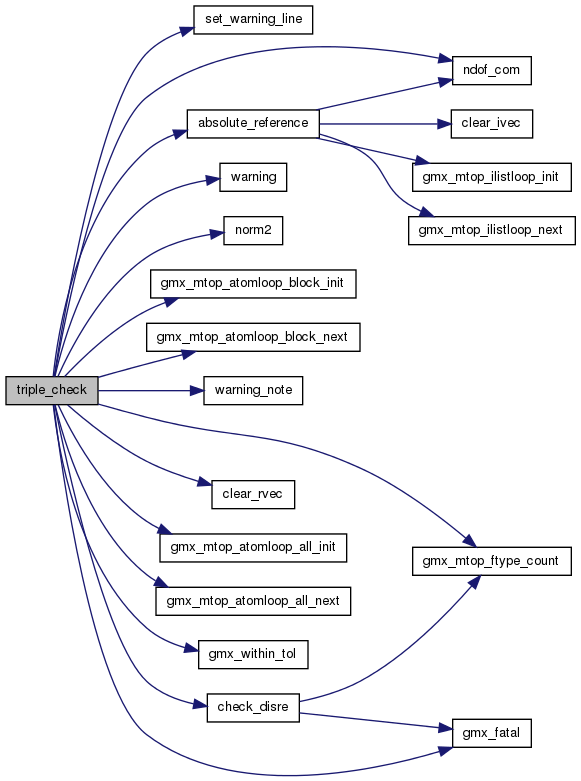 set_warning_line
ndof_com
absolute_reference
clear_ivec
warning
gmx_mtop_ilistloop_init
norm2
gmx_mtop_ilistloop_next
gmx_mtop_atomloop_block_init
gmx_mtop_atomloop_block_next
triple_check
warning_note
clear_rvec
gmx_mtop_atomloop_all_init
gmx_mtop_ftype_count
gmx_mtop_atomloop_all_next
gmx_within_tol
check_disre
gmx_fatal